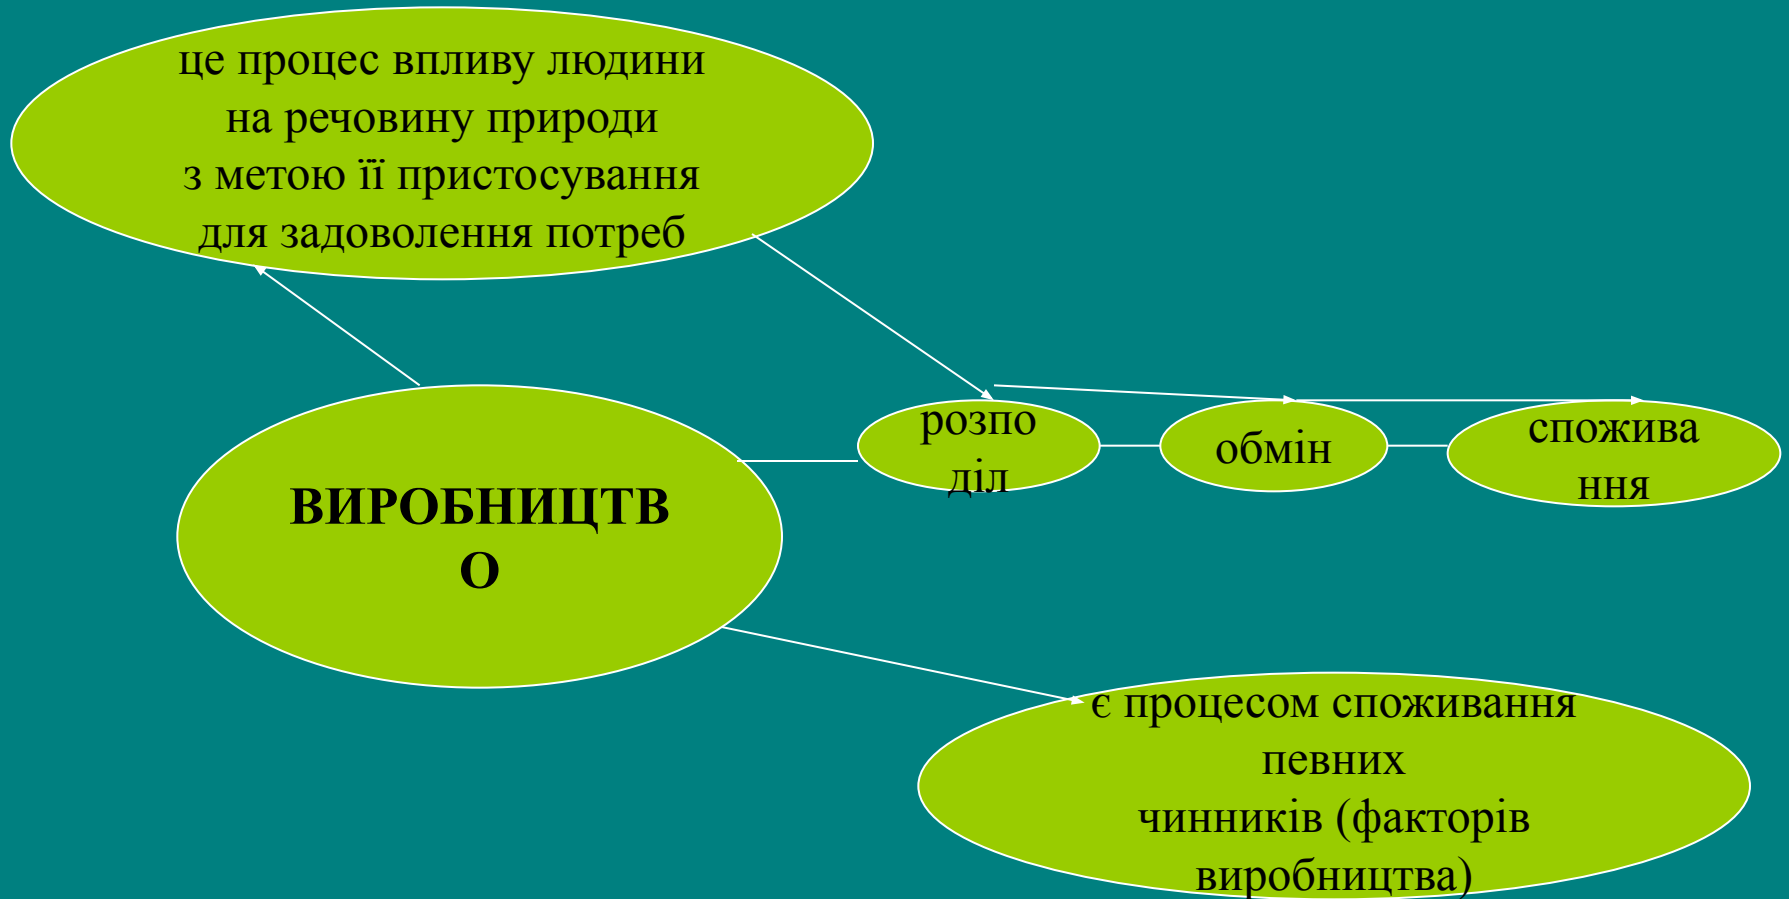 це процес впливу людини
на речовину природи
з метою її пристосування
для задоволення потреб
розпо
діл
обмін
спожива
ння
ВИРОБНИЦТВ
О
є процесом споживання
певних
чинників (факторів
виробництва)